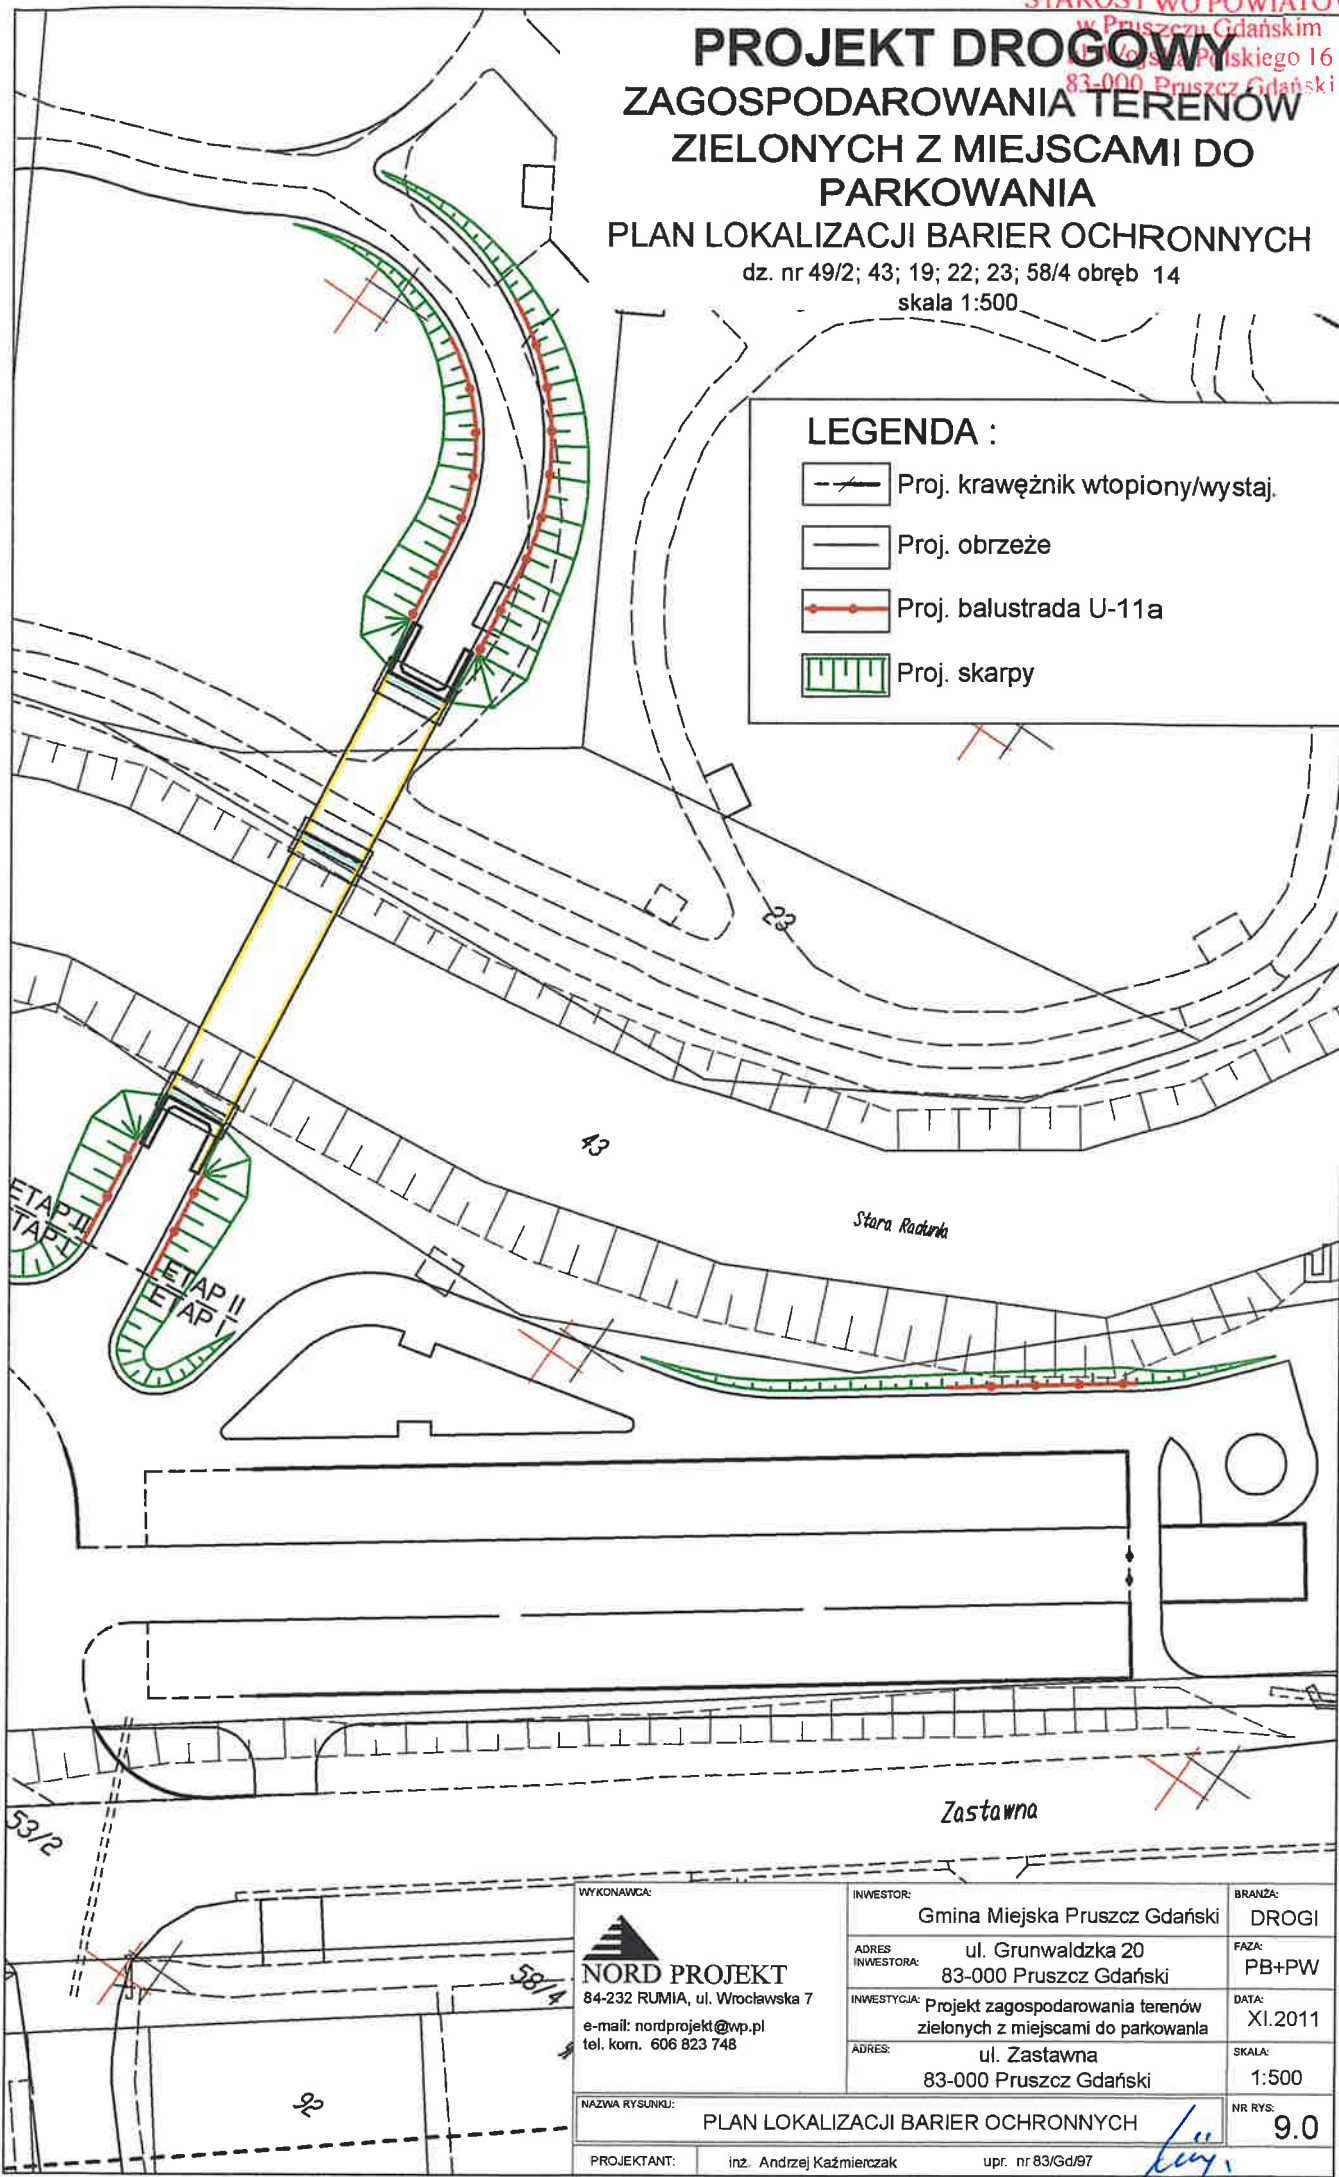 w Pruszczu Gdańskim
83-000 Pruszcz Gdański
PROJEKT DROGOWY
ZAGOSPODAROWANIA TERENÓW
ZIELONYCH Z MIEJSCAMI DO
PARKOWANIA
PLAN LOKALIZACJI BARIER OCHRONNYCH
dz. nr 49/2; 43; 19; 22; 23; 58/4 obręb 14
skala 1:500
LEGENDA :
Proj. krawężnik wtopiony/wystaj.
Proj. obrzeże
Proj. balustrada U-11a
Proj. skarpy
23
43
Stara Radunia
ETAP II
ETAP II
ETAP I
Zastawna
53/2
58/4
92
WYKONAWCA:
NORD PROJEKT
84-232 RUMIA, ul. Wrocławska 7
e-mail: nordprojekt@wp.pl
tel. kom. 606 823 748
INWESTOR:
Gmina Miejska Pruszcz Gdański
BRANŻA:
DROGI
ADRES INWESTORA:
ul. Grunwaldzka 20
83-000 Pruszcz Gdański
FAZA:
PB+PW
INWESTYCJA:
Projekt zagospodarowania terenów
zielonych z miejscami do parkowania
DATA:
XI.2011
ADRES:
ul. Zastawna
83-000 Pruszcz Gdański
SKALA:
1:500
NAZWA RYSUNKU:
PLAN LOKALIZACJI BARIER OCHRONNYCH
NR RYS:
9.0
PROJEKTANT:
inż. Andrzej Kaźmierczak
upr. nr 83/Gd/97